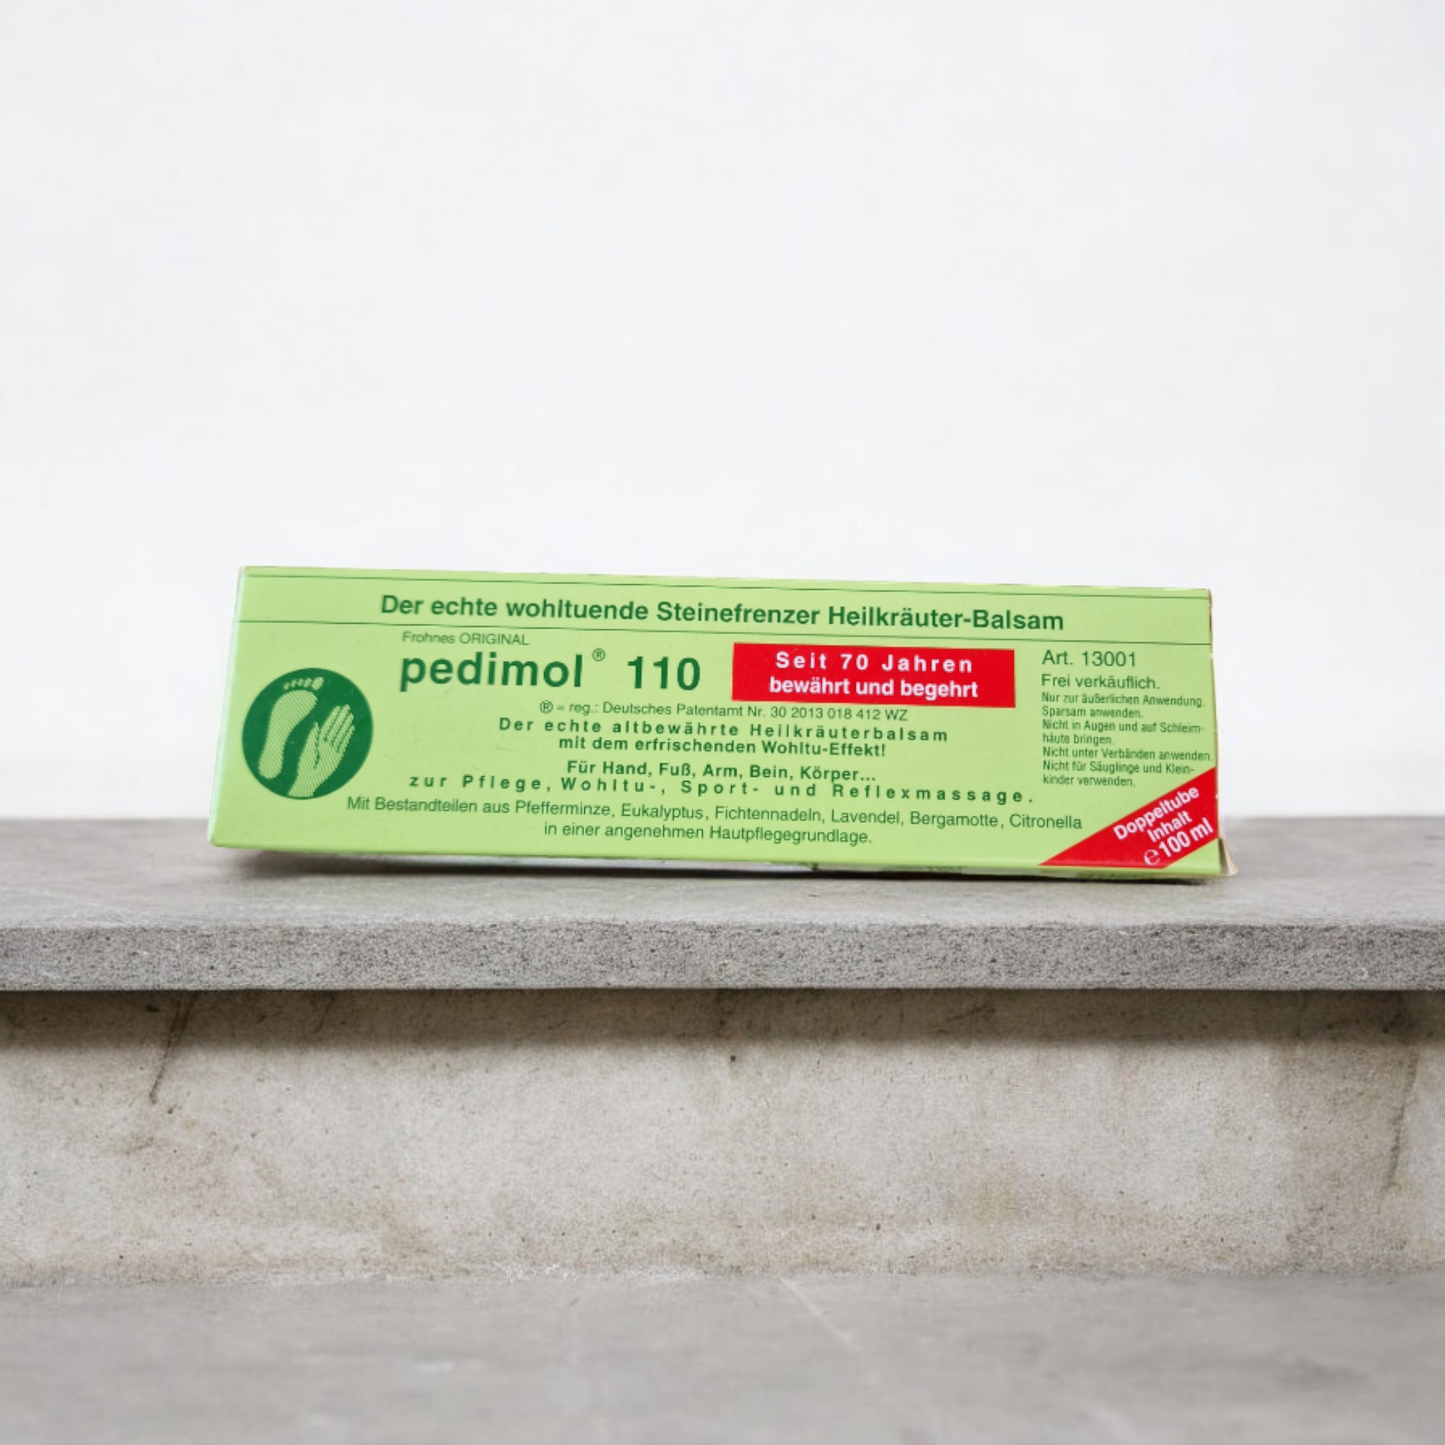 Der echte wohltuende Steinefrenzer Heilkräuter-Balsam
Frohnes ORIGINAL
pedimol® 110
Seit 70 Jahren
bewährt und begehrt
® = reg.: Deutsches Patentamt Nr. 30 2013 018 412 WZ
Der echte altbewährte Heilkräuterbalsam
mit dem erfrischenden Wohltu-Effekt!
Für Hand, Fuß, Arm, Bein, Körper...
zur Pflege, Wohltu-, Sport- und Reflexmassage.
Mit Bestandteilen aus Pfefferminze, Eukalyptus, Fichtennadeln, Lavendel, Bergamotte, Citronella
in einer angenehmen Hautpflegegrundlage.
Art. 13001
Frei verkäuflich.
Nur zur äußerlichen Anwendung.
Sparsam anwenden.
Nicht in Augen und auf Schleim-
häute bringen.
Nicht unter Verbänden anwenden.
Nicht für Säuglinge und Klein-
kinder verwenden.
Doppeltube
Inhalt
℮ 100 ml